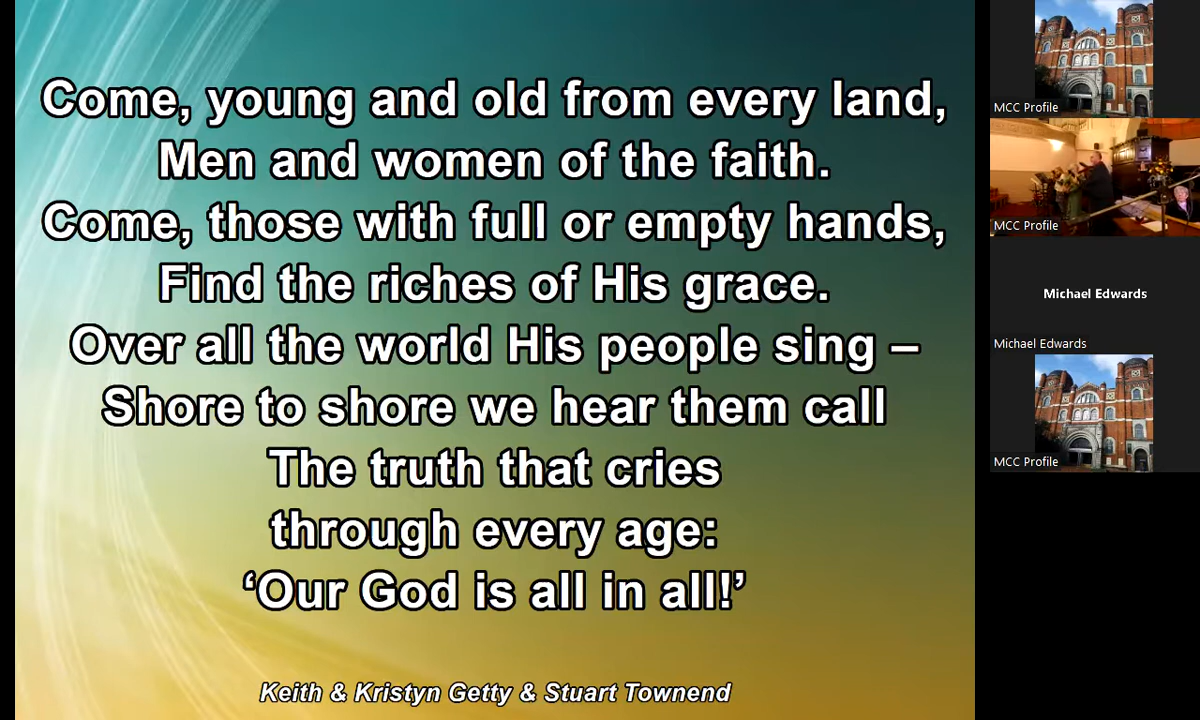 Come, young and old from every land,
Men and women of the faith.
Come, those with full or empty hands,
Find the riches of His grace.
Over all the world His people sing –
Shore to shore we hear them call
The truth that cries
through every age:
‘Our God is all in all!’
Keith & Kristyn Getty & Stuart Townend
MCC Profile
MCC Profile
Michael Edwards
Michael Edwards
MCC Profile